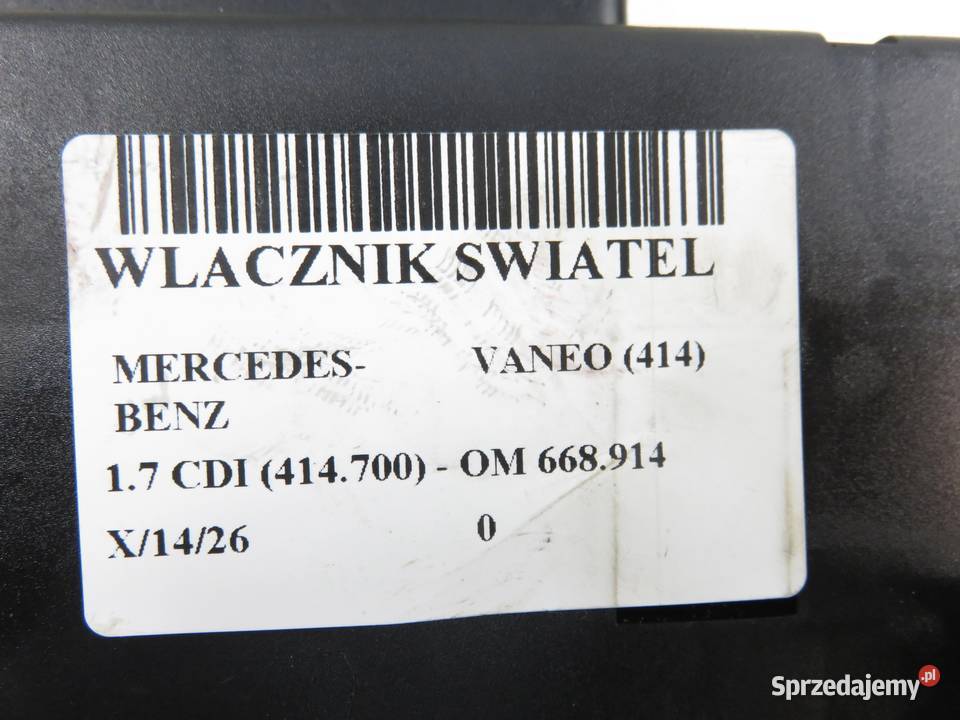 WLACZNIK SWIATEL
MERCEDES- VANEO (414)
BENZ
1.7 CDI (414.700) - OM 668.914
X/14/26 0
Sprzedajemy.pl